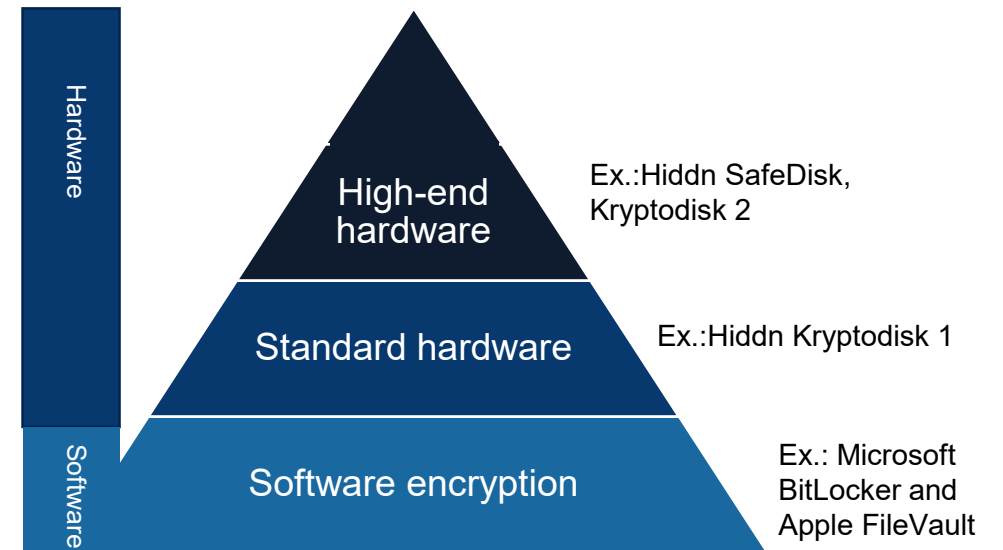 Hardware
High-end
hardware
Ex.:Hiddn SafeDisk,
Kryptodisk 2
Standard hardware
Ex.:Hiddn Kryptodisk 1
Software
Software encryption
Ex.: Microsoft
BitLocker and
Apple FileVault